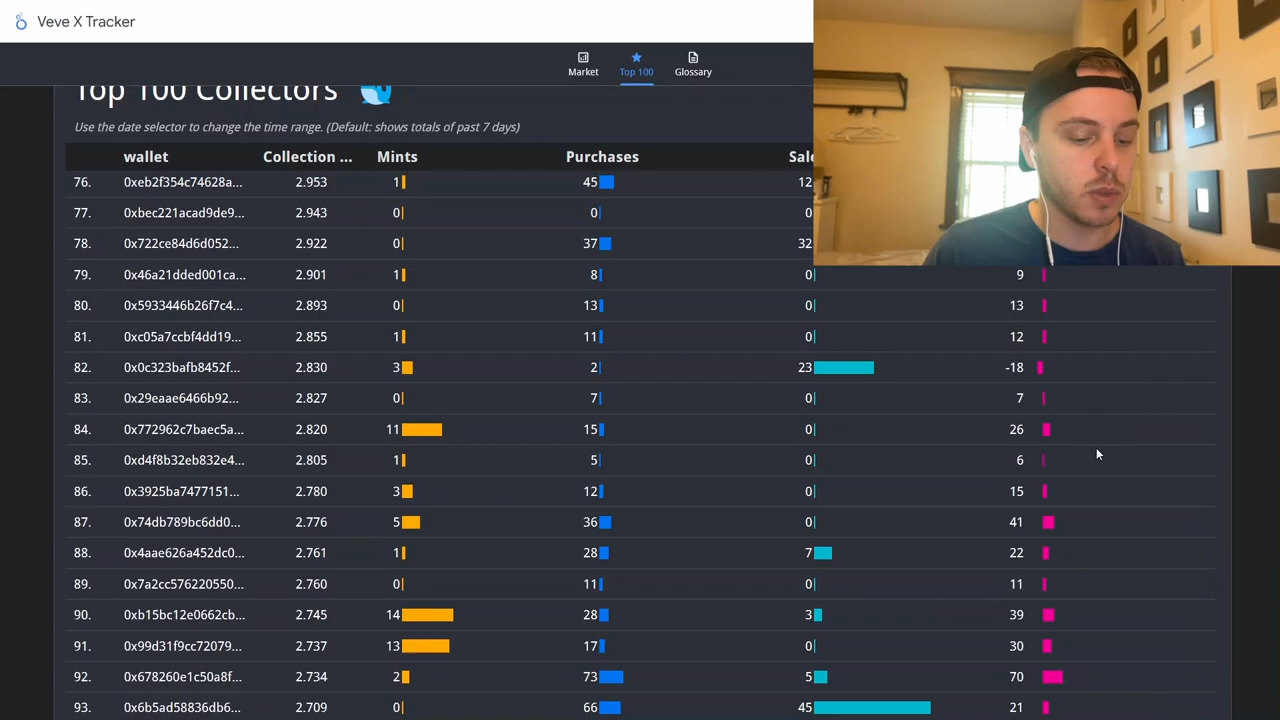 Veve X Tracker
Market Top 100 Glossary
Top 100 Collectors
Use the date selector to change the time range. (Default: shows totals of past 7 days)
wallet Collection ... Mints Purchases Sale
76. 0xeb2f354c74628a... 2.953 1 45 12
77. 0xbec221acad9de9... 2.943 0 0 0
78. 0x722ce84d6d052... 2.922 0 37 32
79. 0x46a21dded001ca... 2.901 1 8 0 9
80. 0x5933446b26f7c4... 2.893 0 13 0 13
81. 0xc05a7ccbf4dd19... 2.855 1 11 0 12
82. 0x0c323bafb8452f... 2.830 3 2 23 -18
83. 0x29eaae6466b92... 2.827 0 7 0 7
84. 0x772962c7baec5a... 2.820 11 15 0 26
85. 0xd4f8b32eb832e4... 2.805 1 5 0 6
86. 0x3925ba7477151... 2.780 3 12 0 15
87. 0x74db789bc6dd0... 2.776 5 36 0 41
88. 0x4aae626a452dc0... 2.761 1 28 7 22
89. 0x7a2cc576220550... 2.760 0 11 0 11
90. 0xb15bc12e0662cb... 2.745 14 28 3 39
91. 0x99d31f9cc72079... 2.737 13 17 0 30
92. 0x678260e1c50a8f... 2.734 2 73 5 70
93. 0x6b5ad58836db6... 2.709 0 66 45 21